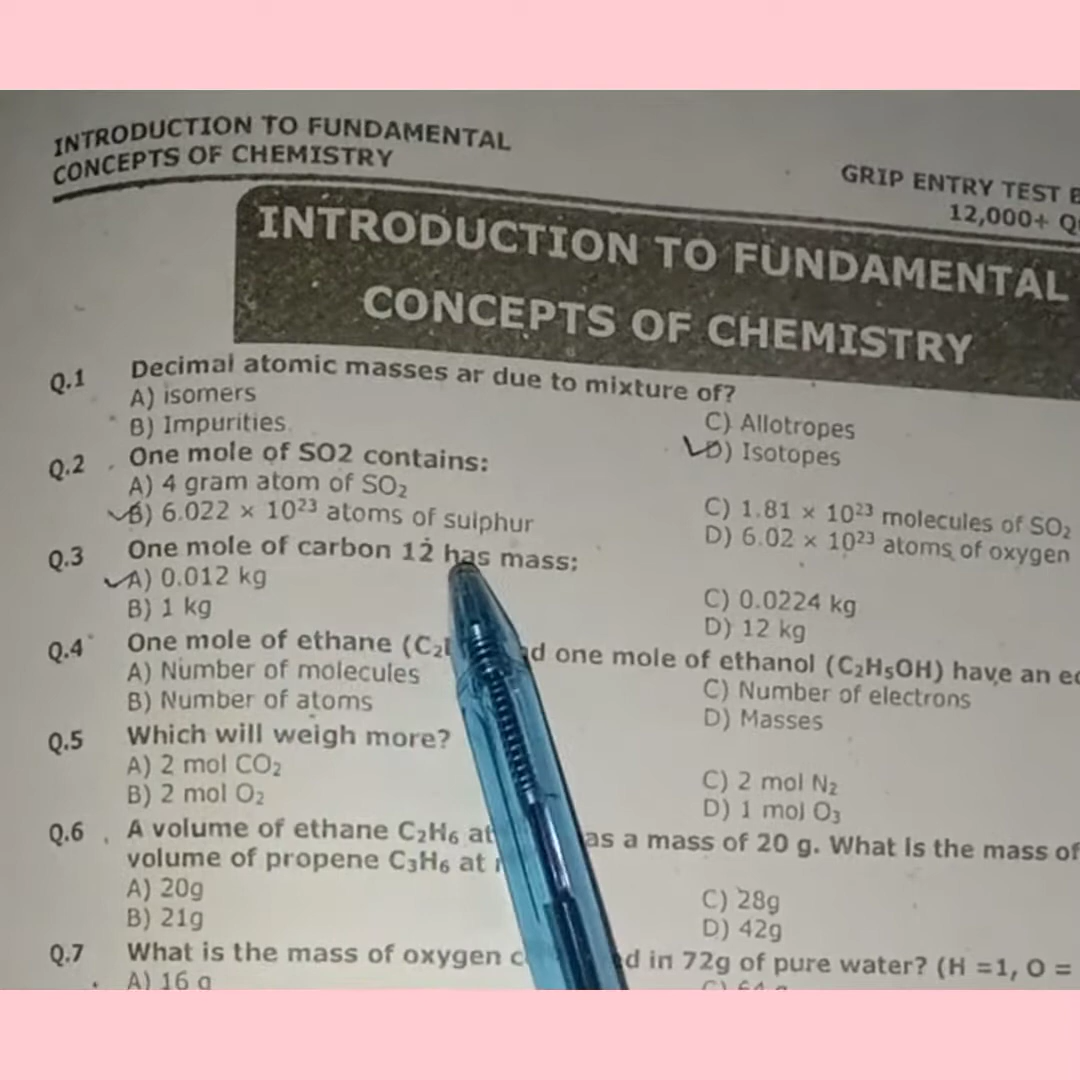 INTRODUCTION TO FUNDAMENTAL
CONCEPTS OF CHEMISTRY
GRIP ENTRY TEST
12,000+
INTRODUCTION TO FUNDAMENTAL
CONCEPTS OF CHEMISTRY
Q.1 Decimal atomic masses ar due to mixture of?
A) isomers
C) Allotropes
B) Impurities
D) Isotopes
Q.2 One mole of SO2 contains:
A) 4 gram atom of SO₂
C) 1.81 × 10²³ molecules of SO₂
B) 6.022 × 10²³ atoms of sulphur
D) 6.02 × 10²³ atoms of oxygen
Q.3 One mole of carbon 12 has mass:
A) 0.012 kg
C) 0.0224 kg
B) 1 kg
D) 12 kg
Q.4 One mole of ethane one mole of ethanol (C₂H₅OH) have an
A) Number of molecules
C) Number of electrons
B) Number of atoms
D) Masses
Q.5 Which will weigh more?
A) 2 mol CO₂
C) 2 mol N₂
B) 2 mol O₂
D) 1 mol O₃
Q.6 A volume of ethane C₂H₆ at as a mass of 20 g. What is the mass of
volume of propene C₃H₆ at
A) 20g
C) 28g
B) 21g
D) 42g
Q.7 What is the mass of oxygen in 72g of pure water? (H =1, O =
A) 16 g